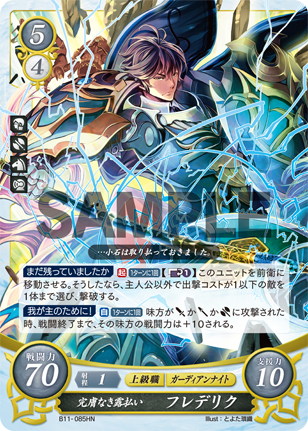 5
4
SAMPLE
…小石は取り払っておきました
まだ残っていましたか 起 1ターンに1回 このユニットを前衛に
移動させる。そうしたなら、主人公以外で出撃コストが1以下の敵を
1体まで選び、撃破する。
我が主のために! 自 1ターンに1回 味方が か か に攻撃された
時、戦闘終了まで、その味方の戦闘力は+10される。
戦闘力
70
射程 1 上級職 ガーディアンナイト
支援力
10
完膚なき露払い フレデリク
B11-085HN Illust:とよた瑣織